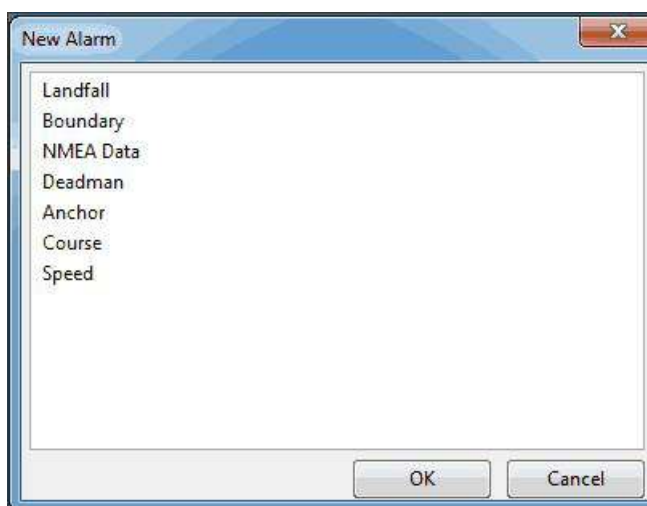 New Alarm
Landfall
Boundary
NMEA Data
Deadman
Anchor
Course
Speed
OK Cancel